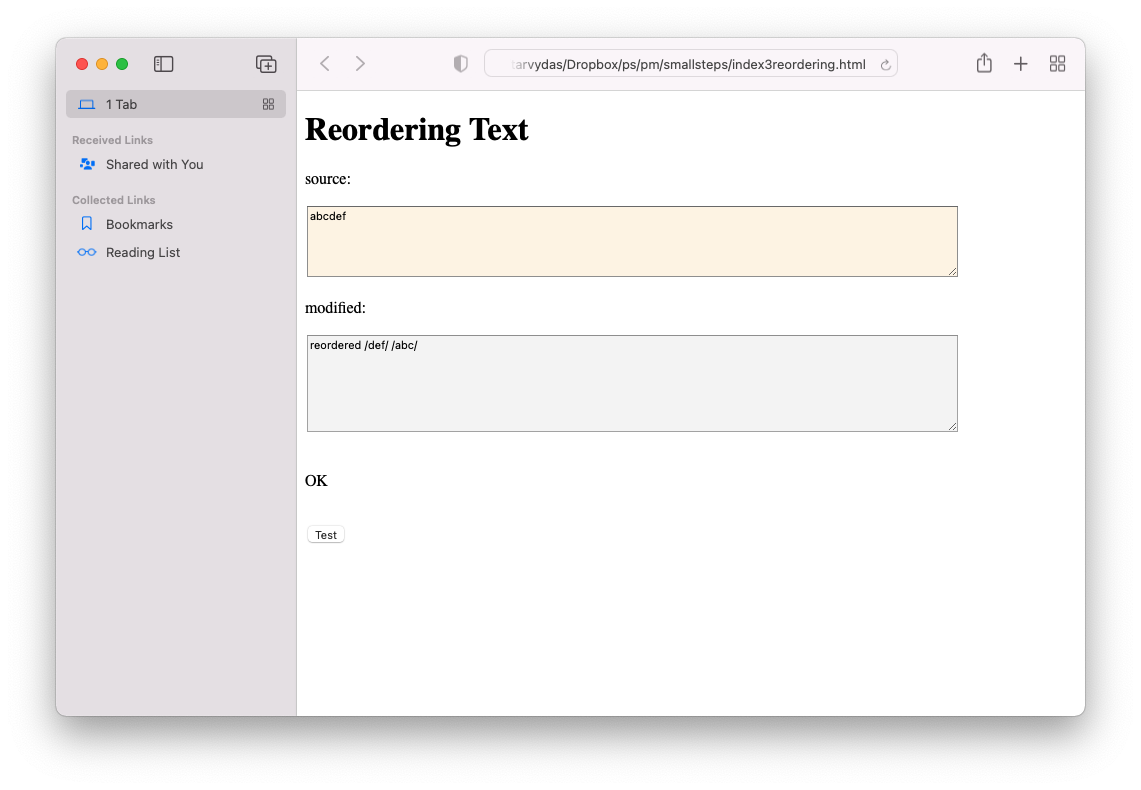 1 Tab
Received Links
Shared with You
Collected Links
Bookmarks
Reading List
arvydas/Dropbox/ps/pm/smallsteps/index3reordering.html
Reordering Text
source:
abcdef
modified:
reordered /def/ /abc/
OK
Test